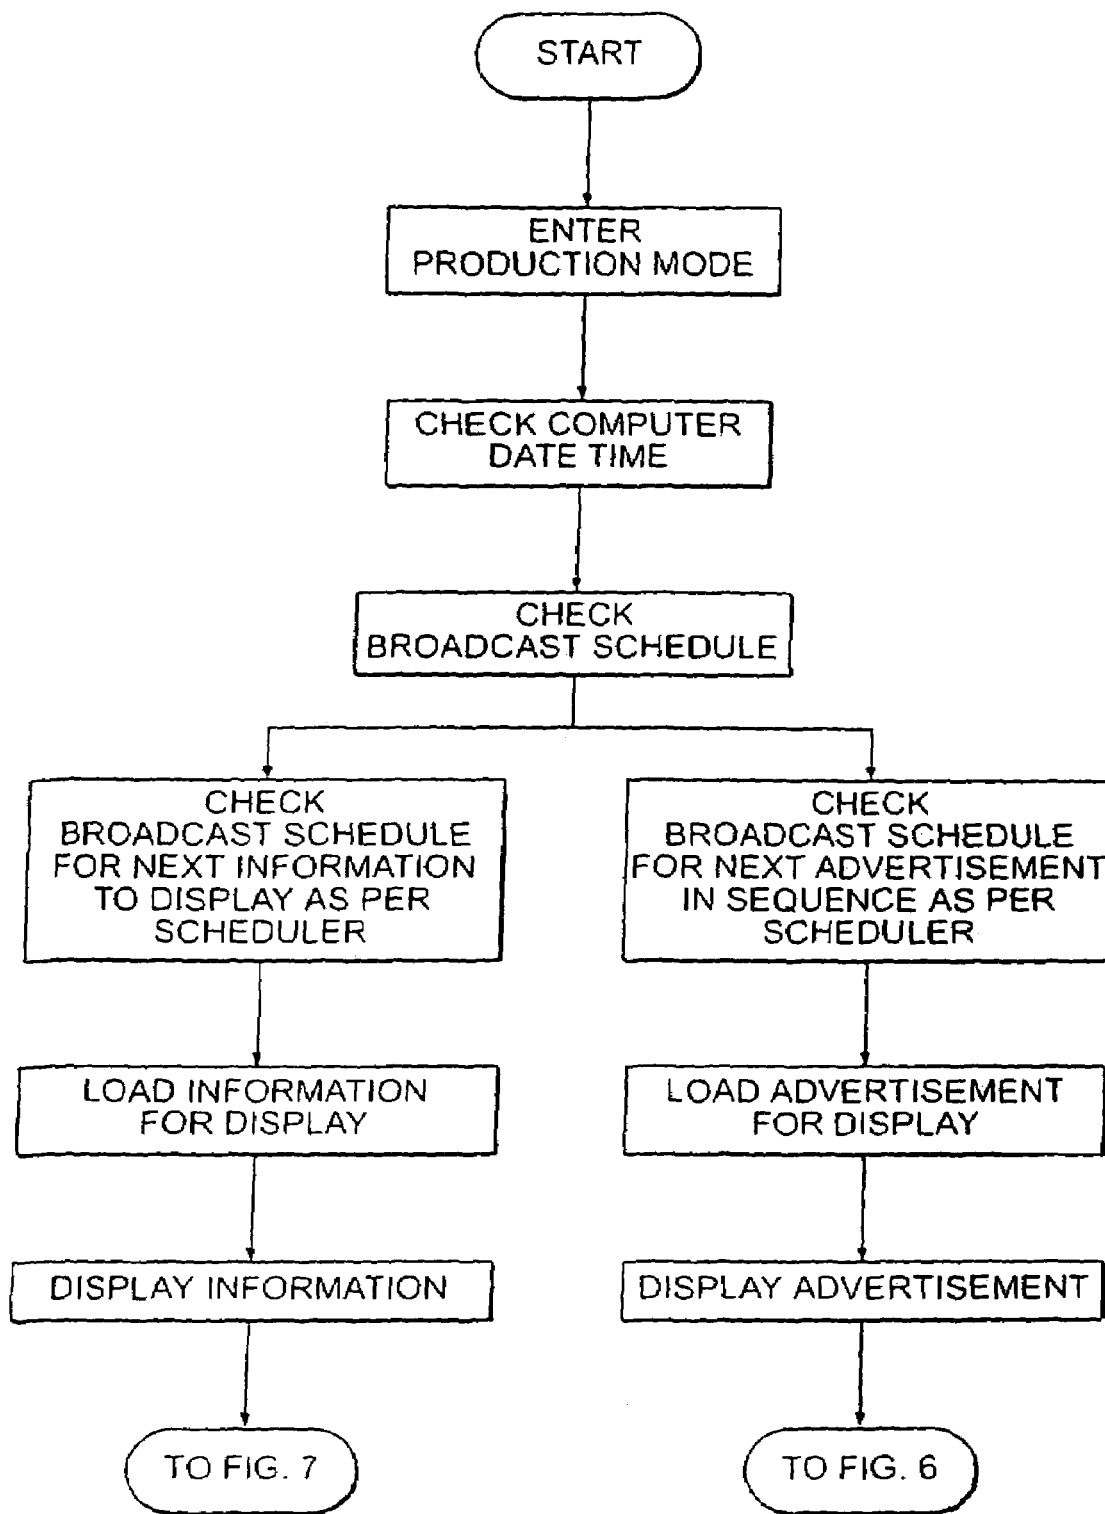 START
ENTER
PRODUCTION MODE
CHECK COMPUTER
DATE TIME
CHECK
BROADCAST SCHEDULE
CHECK
BROADCAST SCHEDULE
FOR NEXT INFORMATION
TO DISPLAY AS PER
SCHEDULER
LOAD INFORMATION
FOR DISPLAY
DISPLAY INFORMATION
TO FIG. 7
CHECK
BROADCAST SCHEDULE
FOR NEXT ADVERTISEMENT
IN SEQUENCE AS PER
SCHEDULER
LOAD ADVERTISEMENT
FOR DISPLAY
DISPLAY ADVERTISEMENT
TO FIG. 6